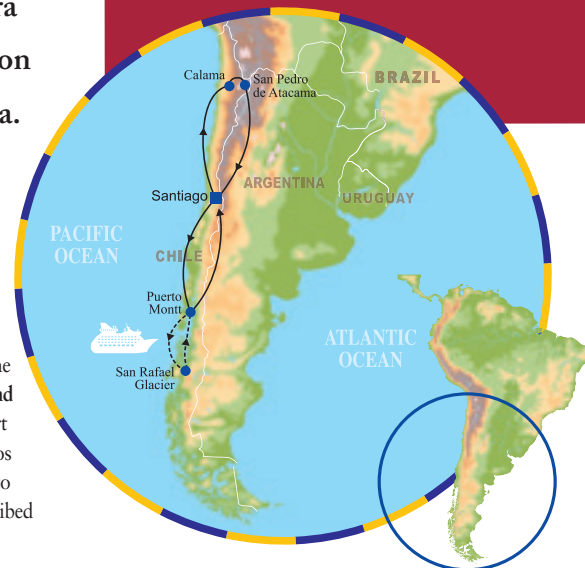 ra
on
a.
Calama
San Pedro
de Atacama
BRAZIL
Santiago
ARGENTINA
URUGUAY
PACIFIC
OCEAN
CHILE
Puerto
Montt
ATLANTIC
OCEAN
San Rafael
Glacier
ne
nd
rt
os
o
ibed